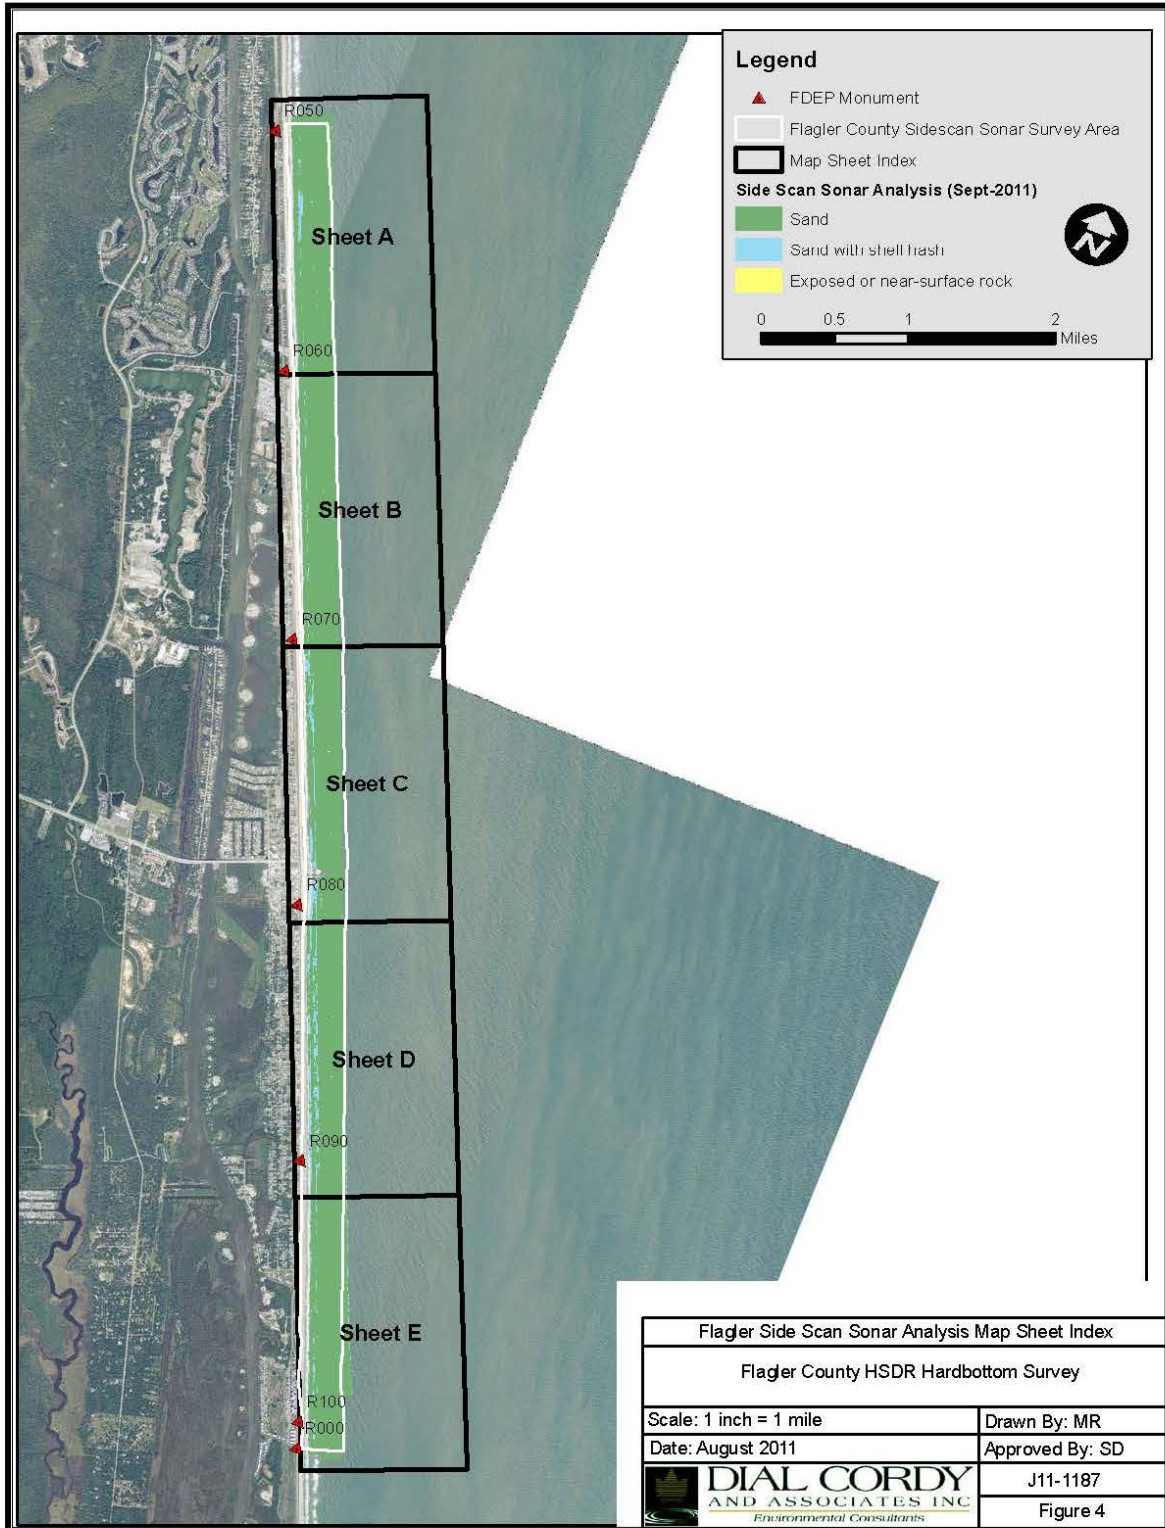 Legend
FDEP Monument
Flagler County Sidescan Sonar Survey Area
Map Sheet Index
Side Scan Sonar Analysis (Sept-2011)
Sand
Sand with shell hash
Exposed or near-surface rock
N
0 0.5 1 2
Miles
R050
Sheet A
R060
Sheet B
R070
Sheet C
R080
Sheet D
R090
Sheet E
R100
R000
Flagler Side Scan Sonar Analysis Map Sheet Index
Flagler County HSDR Hardbottom Survey
Scale: 1 inch = 1 mile
Drawn By: MR
Date: August 2011
Approved By: SD
DIAL CORDY
AND ASSOCIATES INC
Environmental Consultants
J11-1187
Figure 4